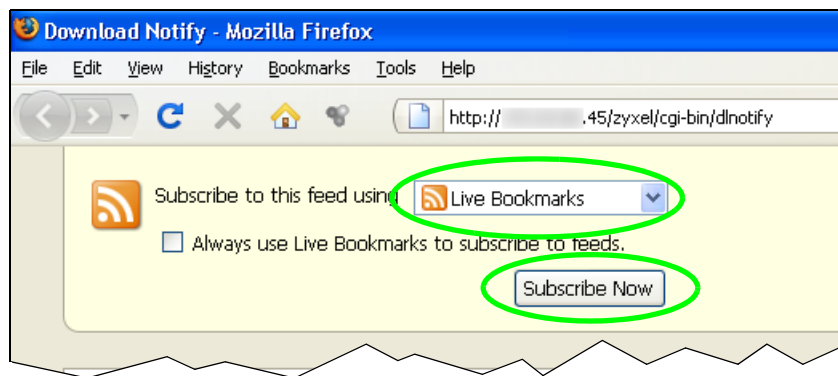 Download Notify - Mozilla Firefox
File Edit View History Bookmarks Tools Help
http:// .45/zyxel/cgi-bin/dlnotify
Subscribe to this feed using Live Bookmarks
Always use Live Bookmarks to subscribe to feeds.
Subscribe Now